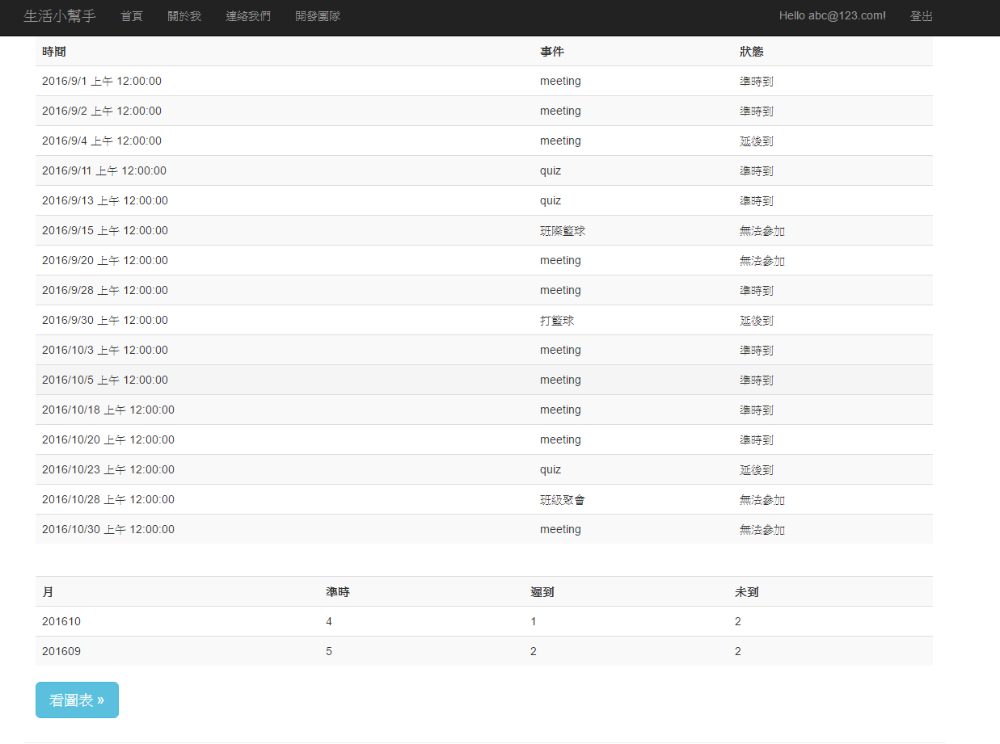 生活小幫手 首頁 關於我 連絡我們 開發團隊 Hello abc@123.com! 登出
時間 事件 狀態
2016/9/1 上午 12:00:00 meeting 準時到
2016/9/2 上午 12:00:00 meeting 準時到
2016/9/4 上午 12:00:00 meeting 延後到
2016/9/11 上午 12:00:00 quiz 準時到
2016/9/13 上午 12:00:00 quiz 準時到
2016/9/15 上午 12:00:00 班際籃球 無法參加
2016/9/20 上午 12:00:00 meeting 無法參加
2016/9/28 上午 12:00:00 meeting 準時到
2016/9/30 上午 12:00:00 打籃球 延後到
2016/10/3 上午 12:00:00 meeting 準時到
2016/10/5 上午 12:00:00 meeting 準時到
2016/10/18 上午 12:00:00 meeting 準時到
2016/10/20 上午 12:00:00 meeting 準時到
2016/10/23 上午 12:00:00 quiz 延後到
2016/10/28 上午 12:00:00 班級聚會 無法參加
2016/10/30 上午 12:00:00 meeting 無法參加
月 準時 遲到 未到
201610 4 1 2
201609 5 2 2
看圖表 »